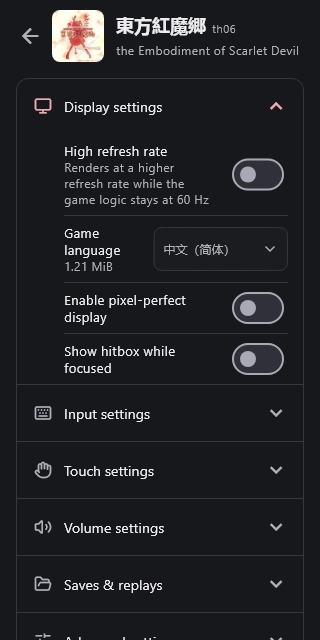 東方紅魔郷 th06
the Embodiment of Scarlet Devil
Display settings
High refresh rate
Renders at a higher
refresh rate while the
game logic stays at 60 Hz
Game
language
1.21 MiB
中文（简体）
Enable pixel-perfect
display
Show hitbox while
focused
Input settings
Touch settings
Volume settings
Saves & replays